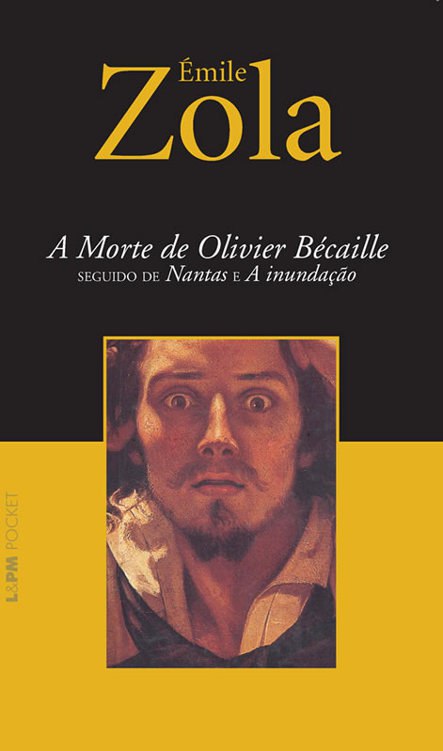 Émile
Zola
A Morte de Olivier Bécaille
SEGUIDO DE Nantas E A inundação
L&PM POCKET